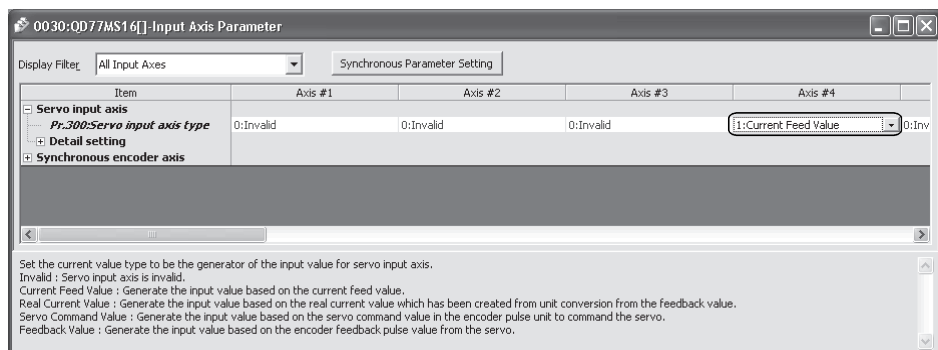 0030:QD77MS16[]-Input Axis Parameter
Display Filter All Input Axes Synchronous Parameter Setting
Item Axis #1 Axis #2 Axis #3 Axis #4
Servo input axis
Pr.300:Servo input axis type 0:Invalid 0:Invalid 0:Invalid 1:Current Feed Value 0:Inv
Detail setting
Synchronous encoder axis
Set the current value type to be the generator of the input value for servo input axis.
Invalid : Servo input axis is invalid.
Current Feed Value : Generate the input value based on the current feed value.
Real Current Value : Generate the input value based on the real current value which has been created from unit conversion from the feedback value.
Servo Command Value : Generate the input value based on the servo command value in the encoder pulse unit to command the servo.
Feedback Value : Generate the input value based on the encoder feedback pulse value from the servo.